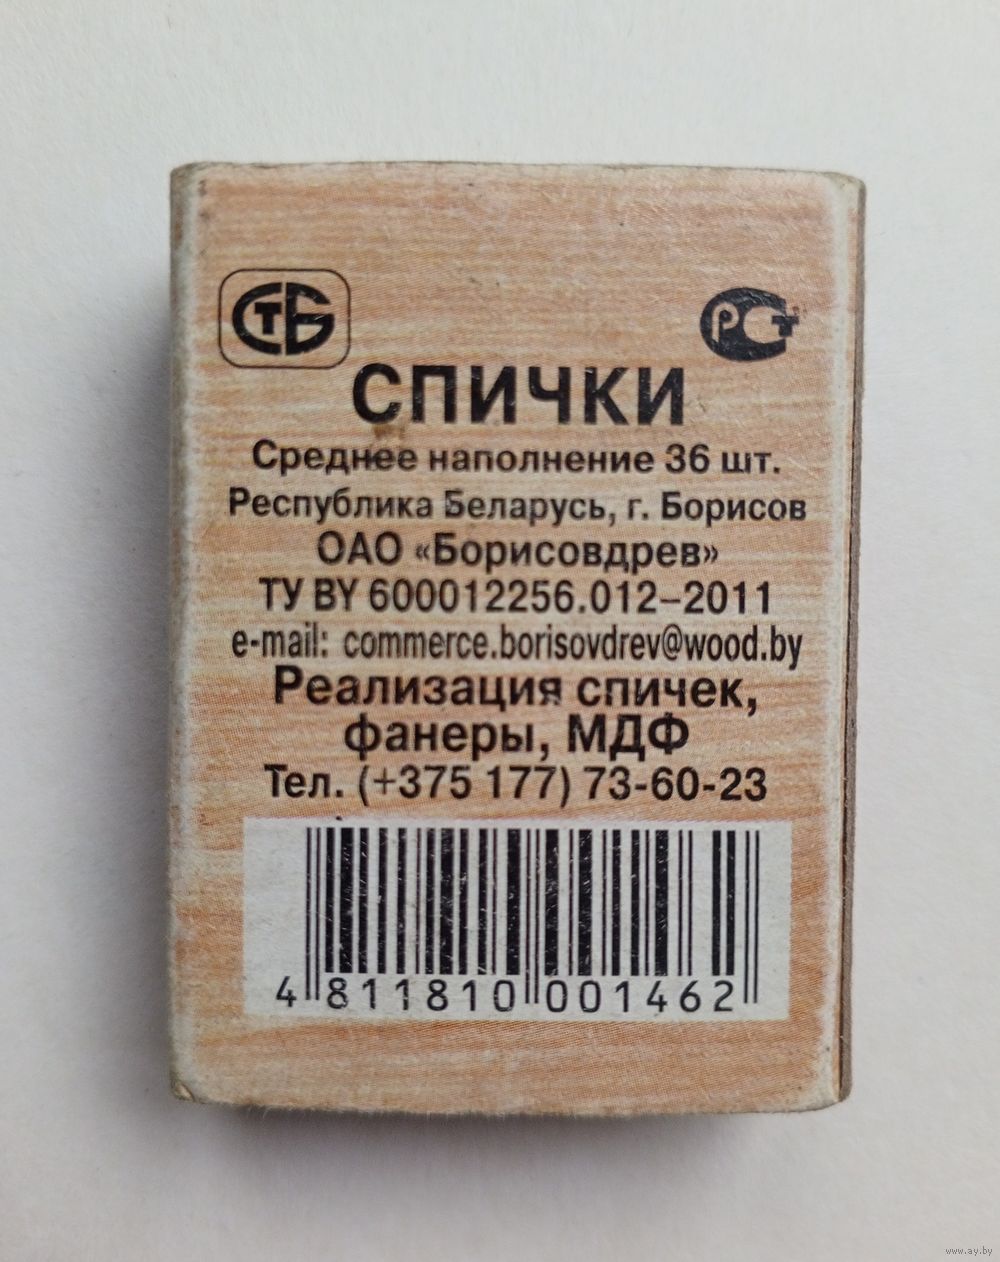 СТБ РСТ
СПИЧКИ
Среднее наполнение 36 шт.
Республика Беларусь, г. Борисов
ОАО «Борисовдрев»
ТУ BY 600012256.012–2011
e-mail: commerce.borisovdrev@wood.by
Реализация спичек,
фанеры, МДФ
Тел. (+375 177) 73-60-23
4 811810 001462
www.ay.by